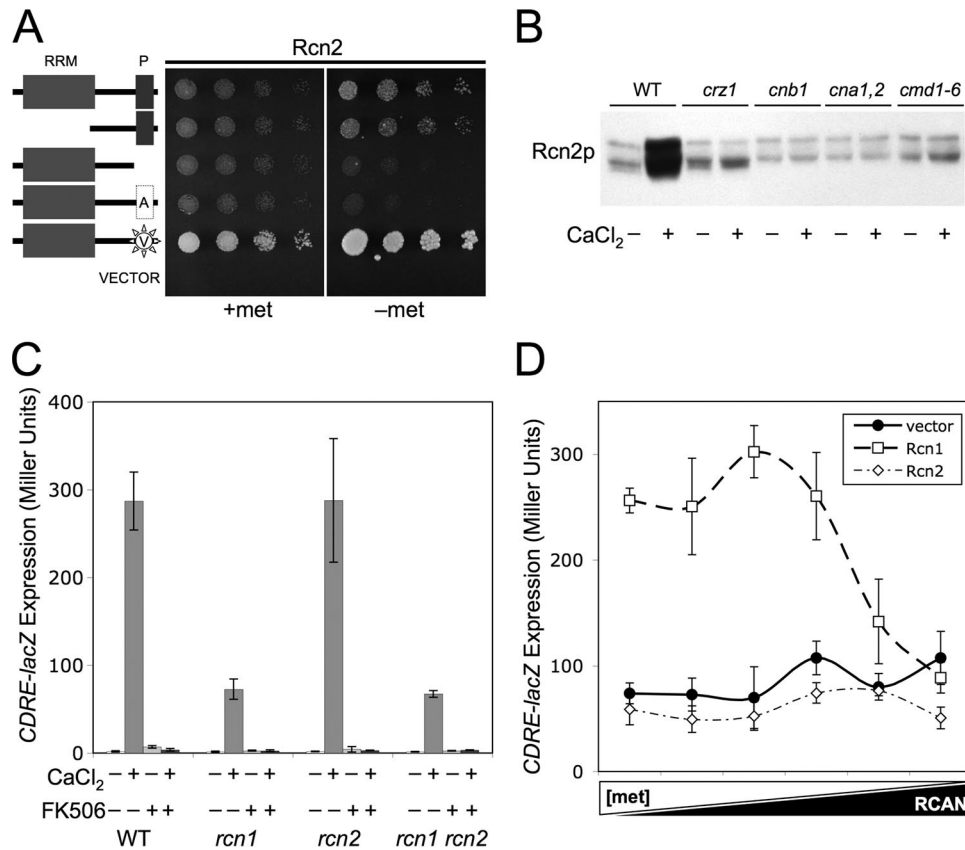 A
Rcn2
RRM P
A
V
VECTOR
+met –met
B
WT crz1 cnb1 cna1,2 cmd1-6
Rcn2p
CaCl2 – + – + – + – + – +
C
CDRE-lacZ Expression (Miller Units)
400
300
200
100
0
CaCl2 – + – + – + – + – + – + – + – +
FK506 – – + + – – + + – – + + – – + +
WT rcn1 rcn2 rcn1 rcn2
D
CDRE-lacZ Expression (Miller Units)
vector
Rcn1
Rcn2
300
200
100
0
[met] RCAN